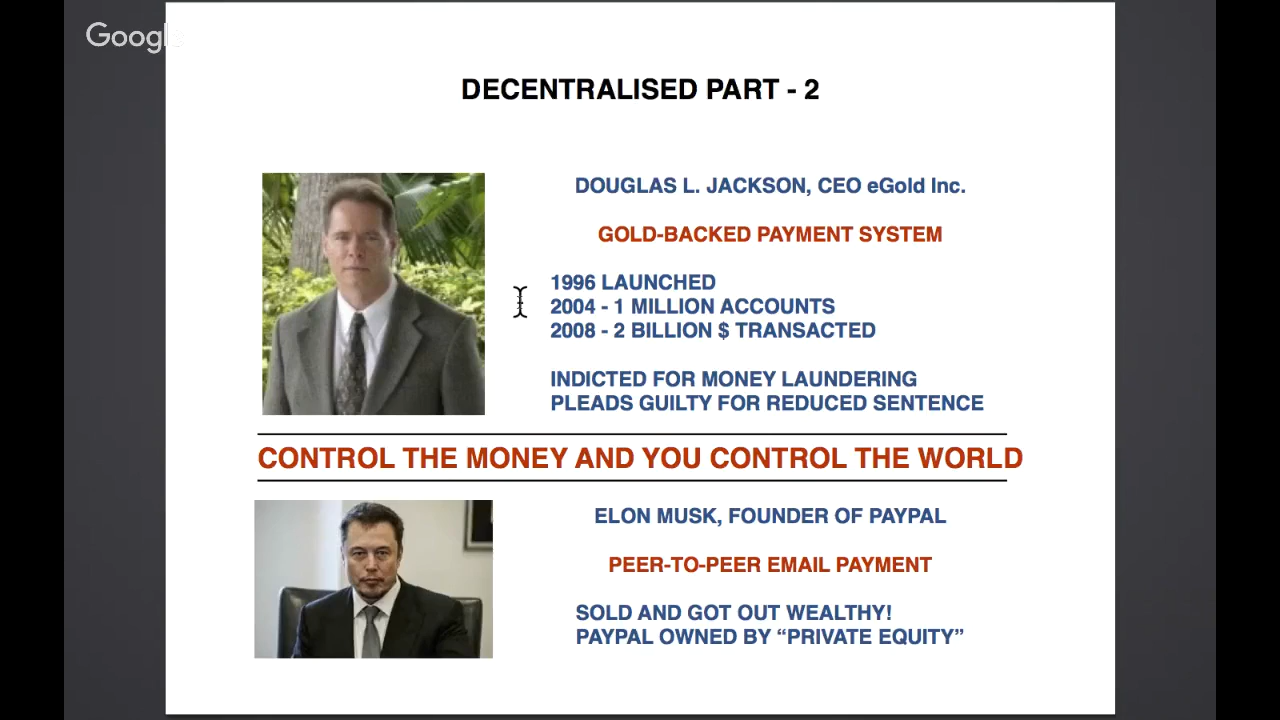 Google
DECENTRALISED PART - 2
DOUGLAS L. JACKSON, CEO eGold Inc.
GOLD-BACKED PAYMENT SYSTEM
1996 LAUNCHED
2004 - 1 MILLION ACCOUNTS
2008 - 2 BILLION $ TRANSACTED
INDICTED FOR MONEY LAUNDERING
PLEADS GUILTY FOR REDUCED SENTENCE
CONTROL THE MONEY AND YOU CONTROL THE WORLD
ELON MUSK, FOUNDER OF PAYPAL
PEER-TO-PEER EMAIL PAYMENT
SOLD AND GOT OUT WEALTHY!
PAYPAL OWNED BY “PRIVATE EQUITY”